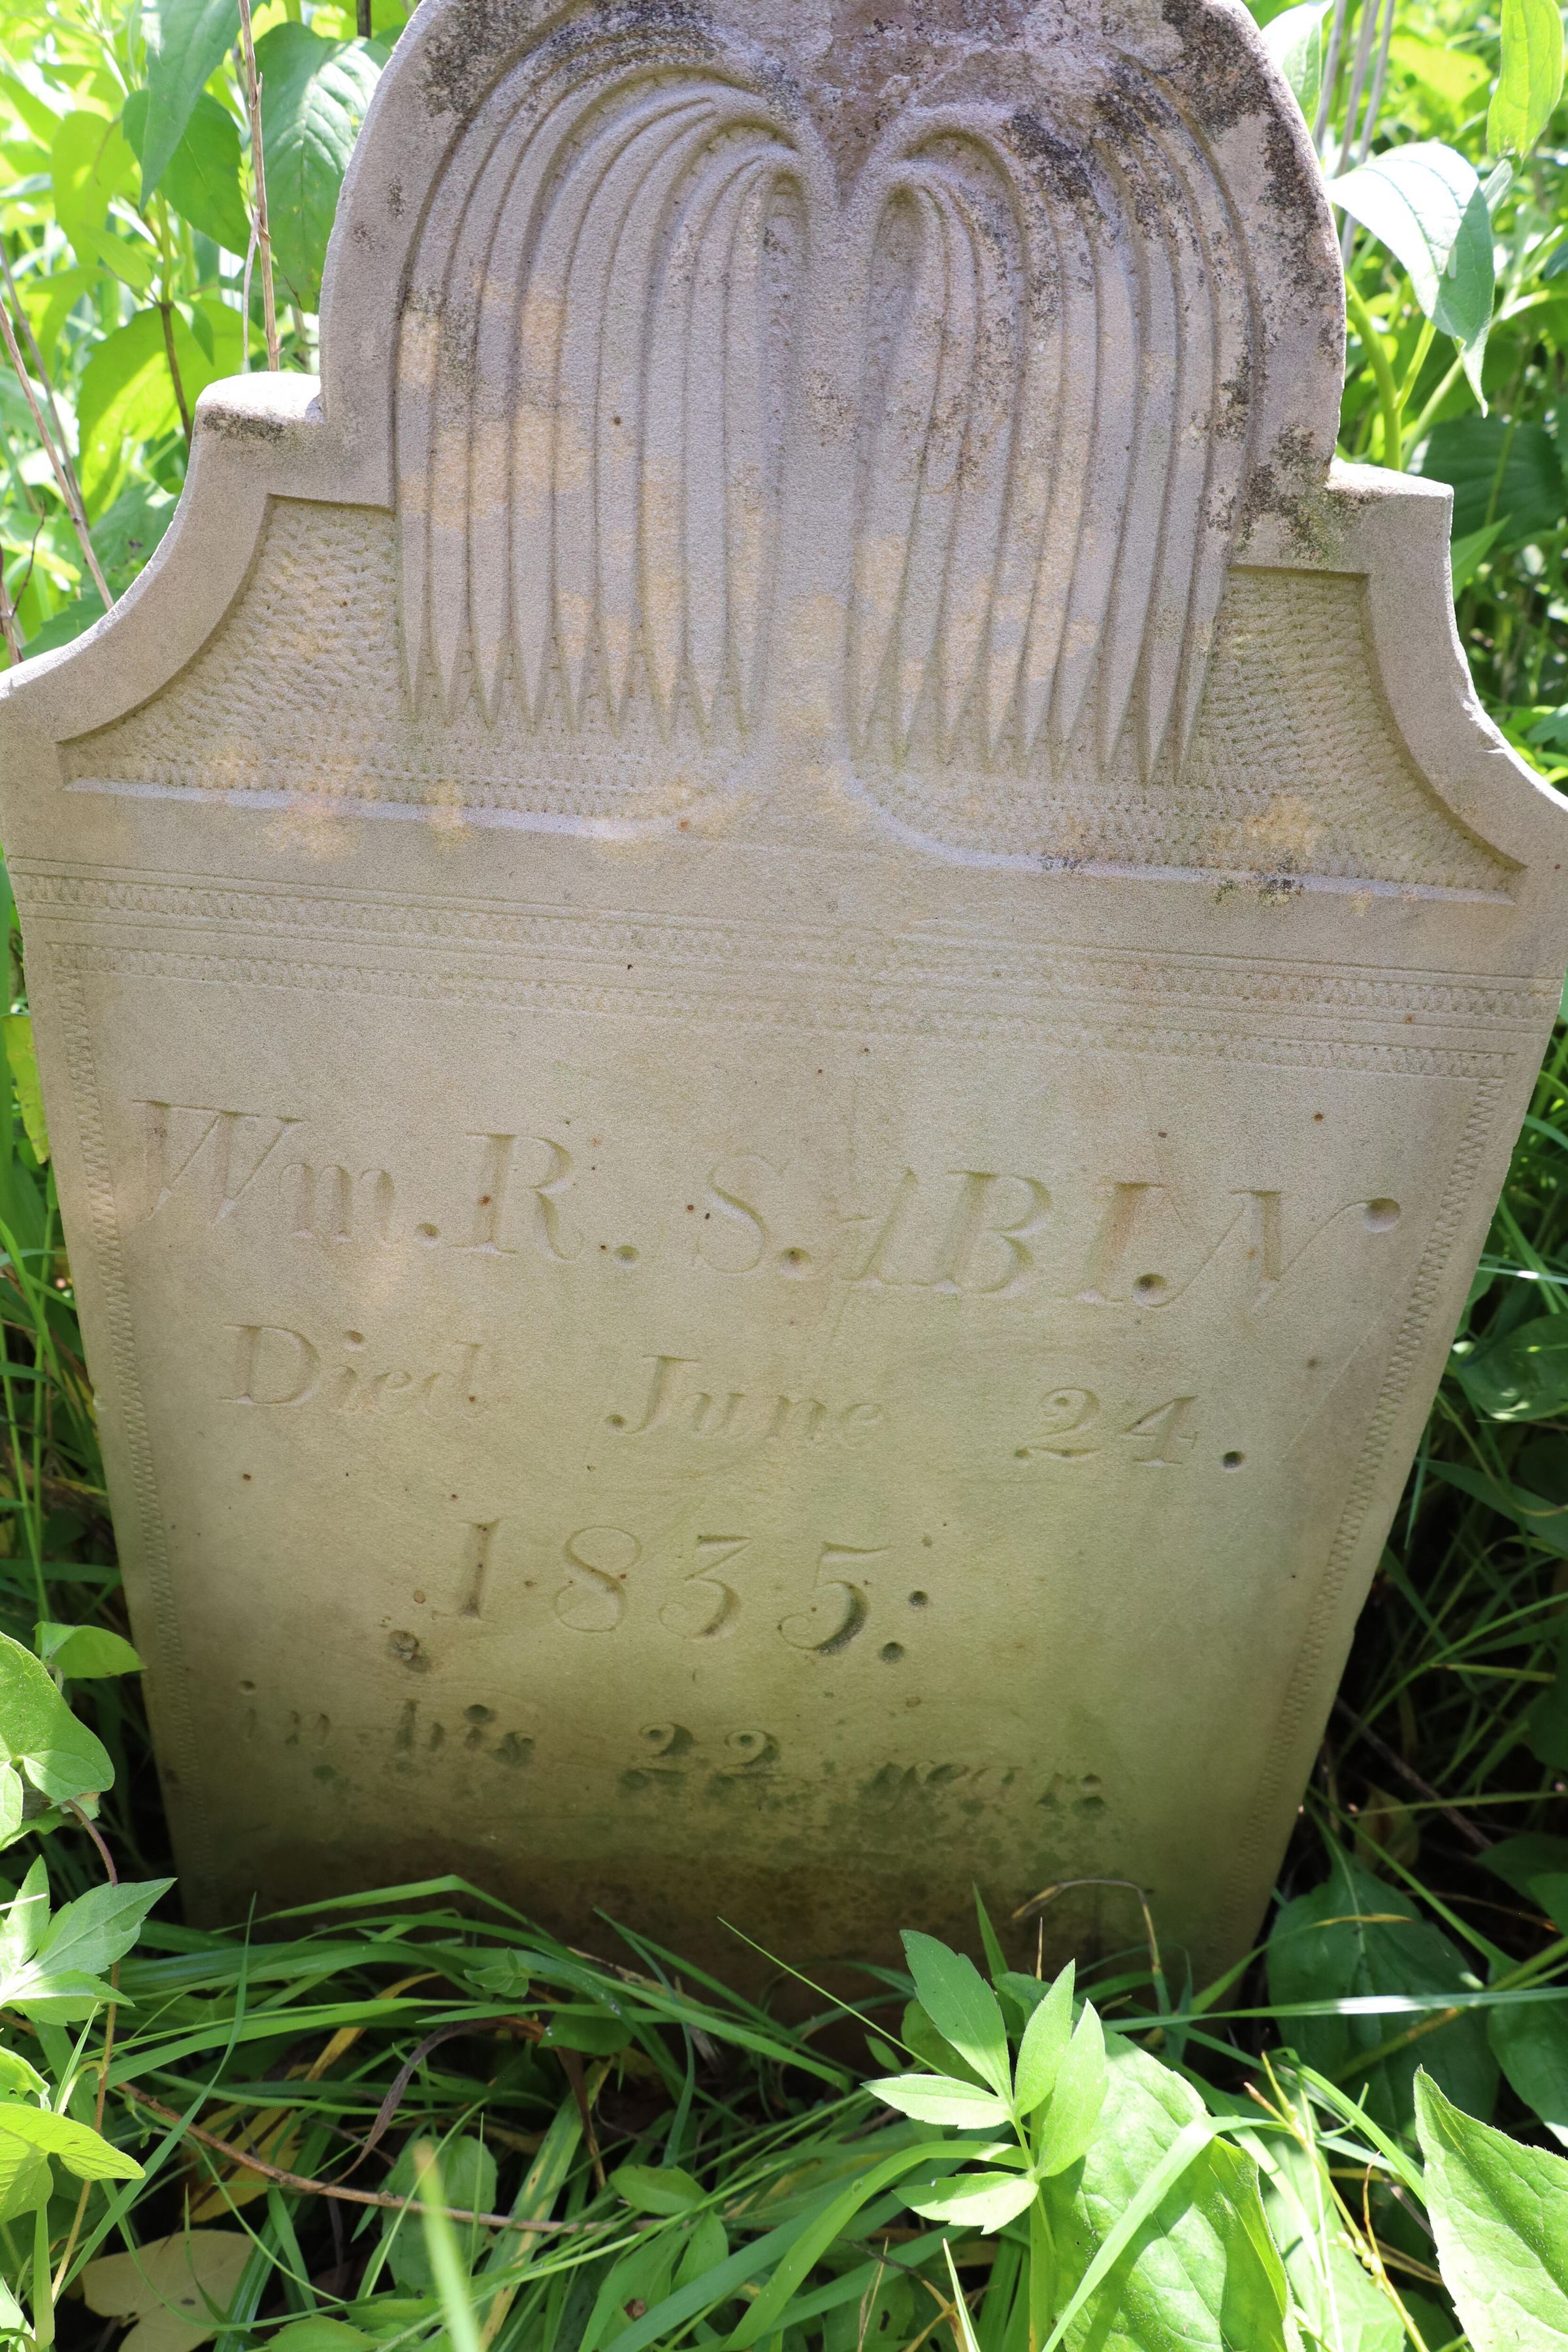 Wm. R. SABIN
Died June 24.
1835:
in his 22 year: